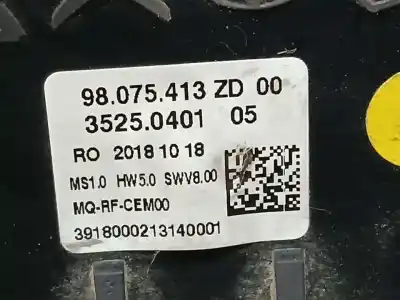 98.075.413 ZD 00
3525.0401 05
RO 2018 10 18
MS1.0 HW5.0 SWV8.00
MQ-RF-CEM00
3918000213140001